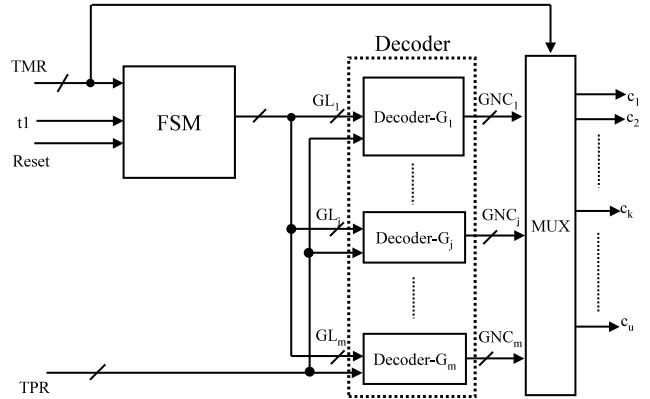 Decoder
TMR
t1
Reset
FSM
GL1
Decoder-G1
GNC1
c1
c2
GLj
Decoder-Gj
GNCj
MUX
ck
GLm
Decoder-Gm
GNCm
cu
TPR